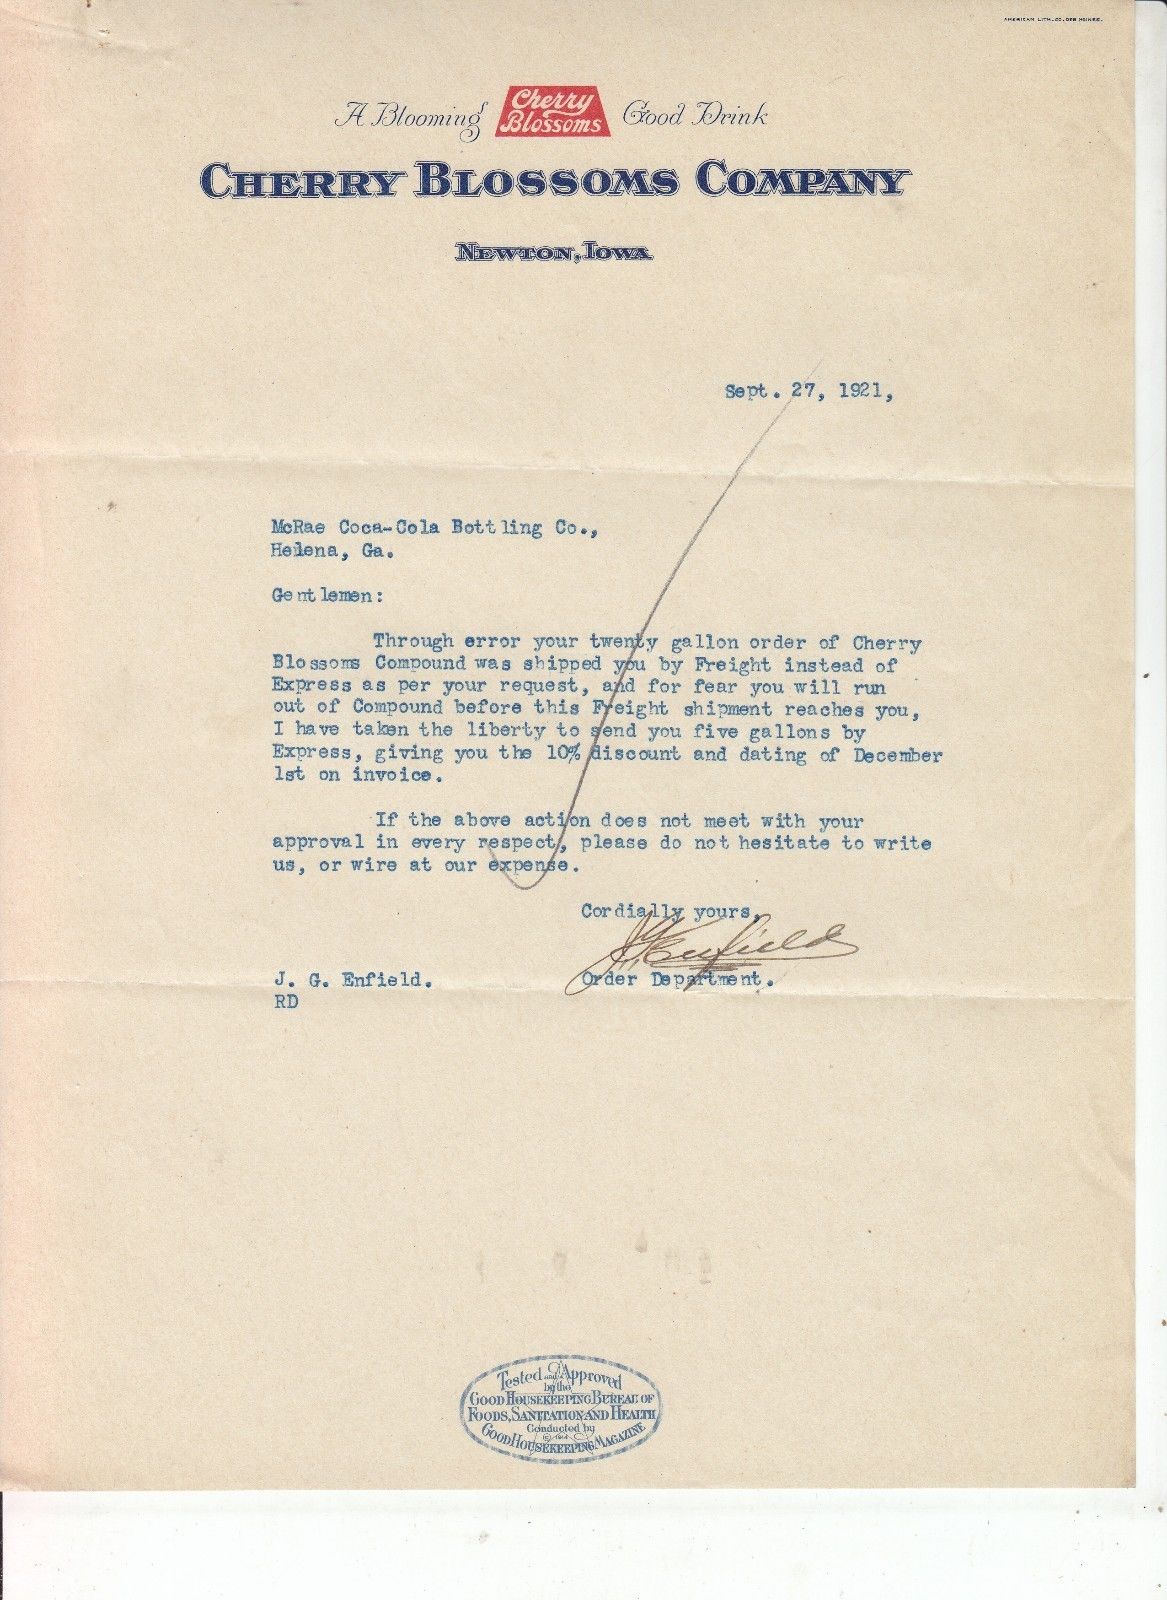 AMERICAN LITH. CO. DES MOINES.
A Blooming Cherry Blossoms Good Drink
CHERRY BLOSSOMS COMPANY
NEWTON, IOWA
Sept. 27, 1921,
McRae Coca-Cola Bottling Co.,
Helena, Ga.
Gentlemen:
Through error your twenty gallon order of Cherry
Blossoms Compound was shipped you by Freight instead of
Express as per your request, and for fear you will run
out of Compound before this Freight shipment reaches you,
I have taken the liberty to send you five gallons by
Express, giving you the 10% discount and dating of December
1st on invoice.
If the above action does not meet with your
approval in every respect, please do not hesitate to write
us, or wire at our expense.
Cordially yours,
J G Enfield
J. G. Enfield. Order Department.
RD
Tested and Approved
by the
GOOD HOUSEKEEPING BUREAU OF
FOODS, SANITATION AND HEALTH
Conducted by
GOOD HOUSEKEEPING MAGAZINE